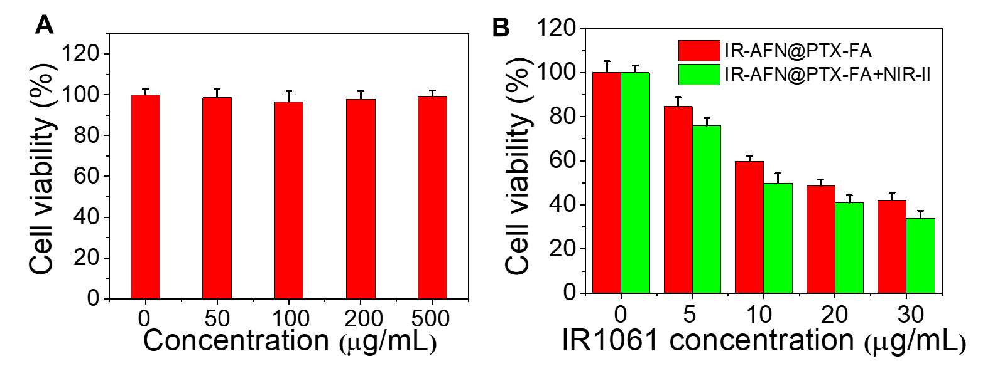 A
Cell viability (%)
120
100
80
60
40
20
0
0 50 100 200 500
Concentration (μg/mL)
B
Cell viability (%)
120
100
80
60
40
20
0
IR-AFN@PTX-FA
IR-AFN@PTX-FA+NIR-II
0 5 10 20 30
IR1061 concentration (μg/mL)